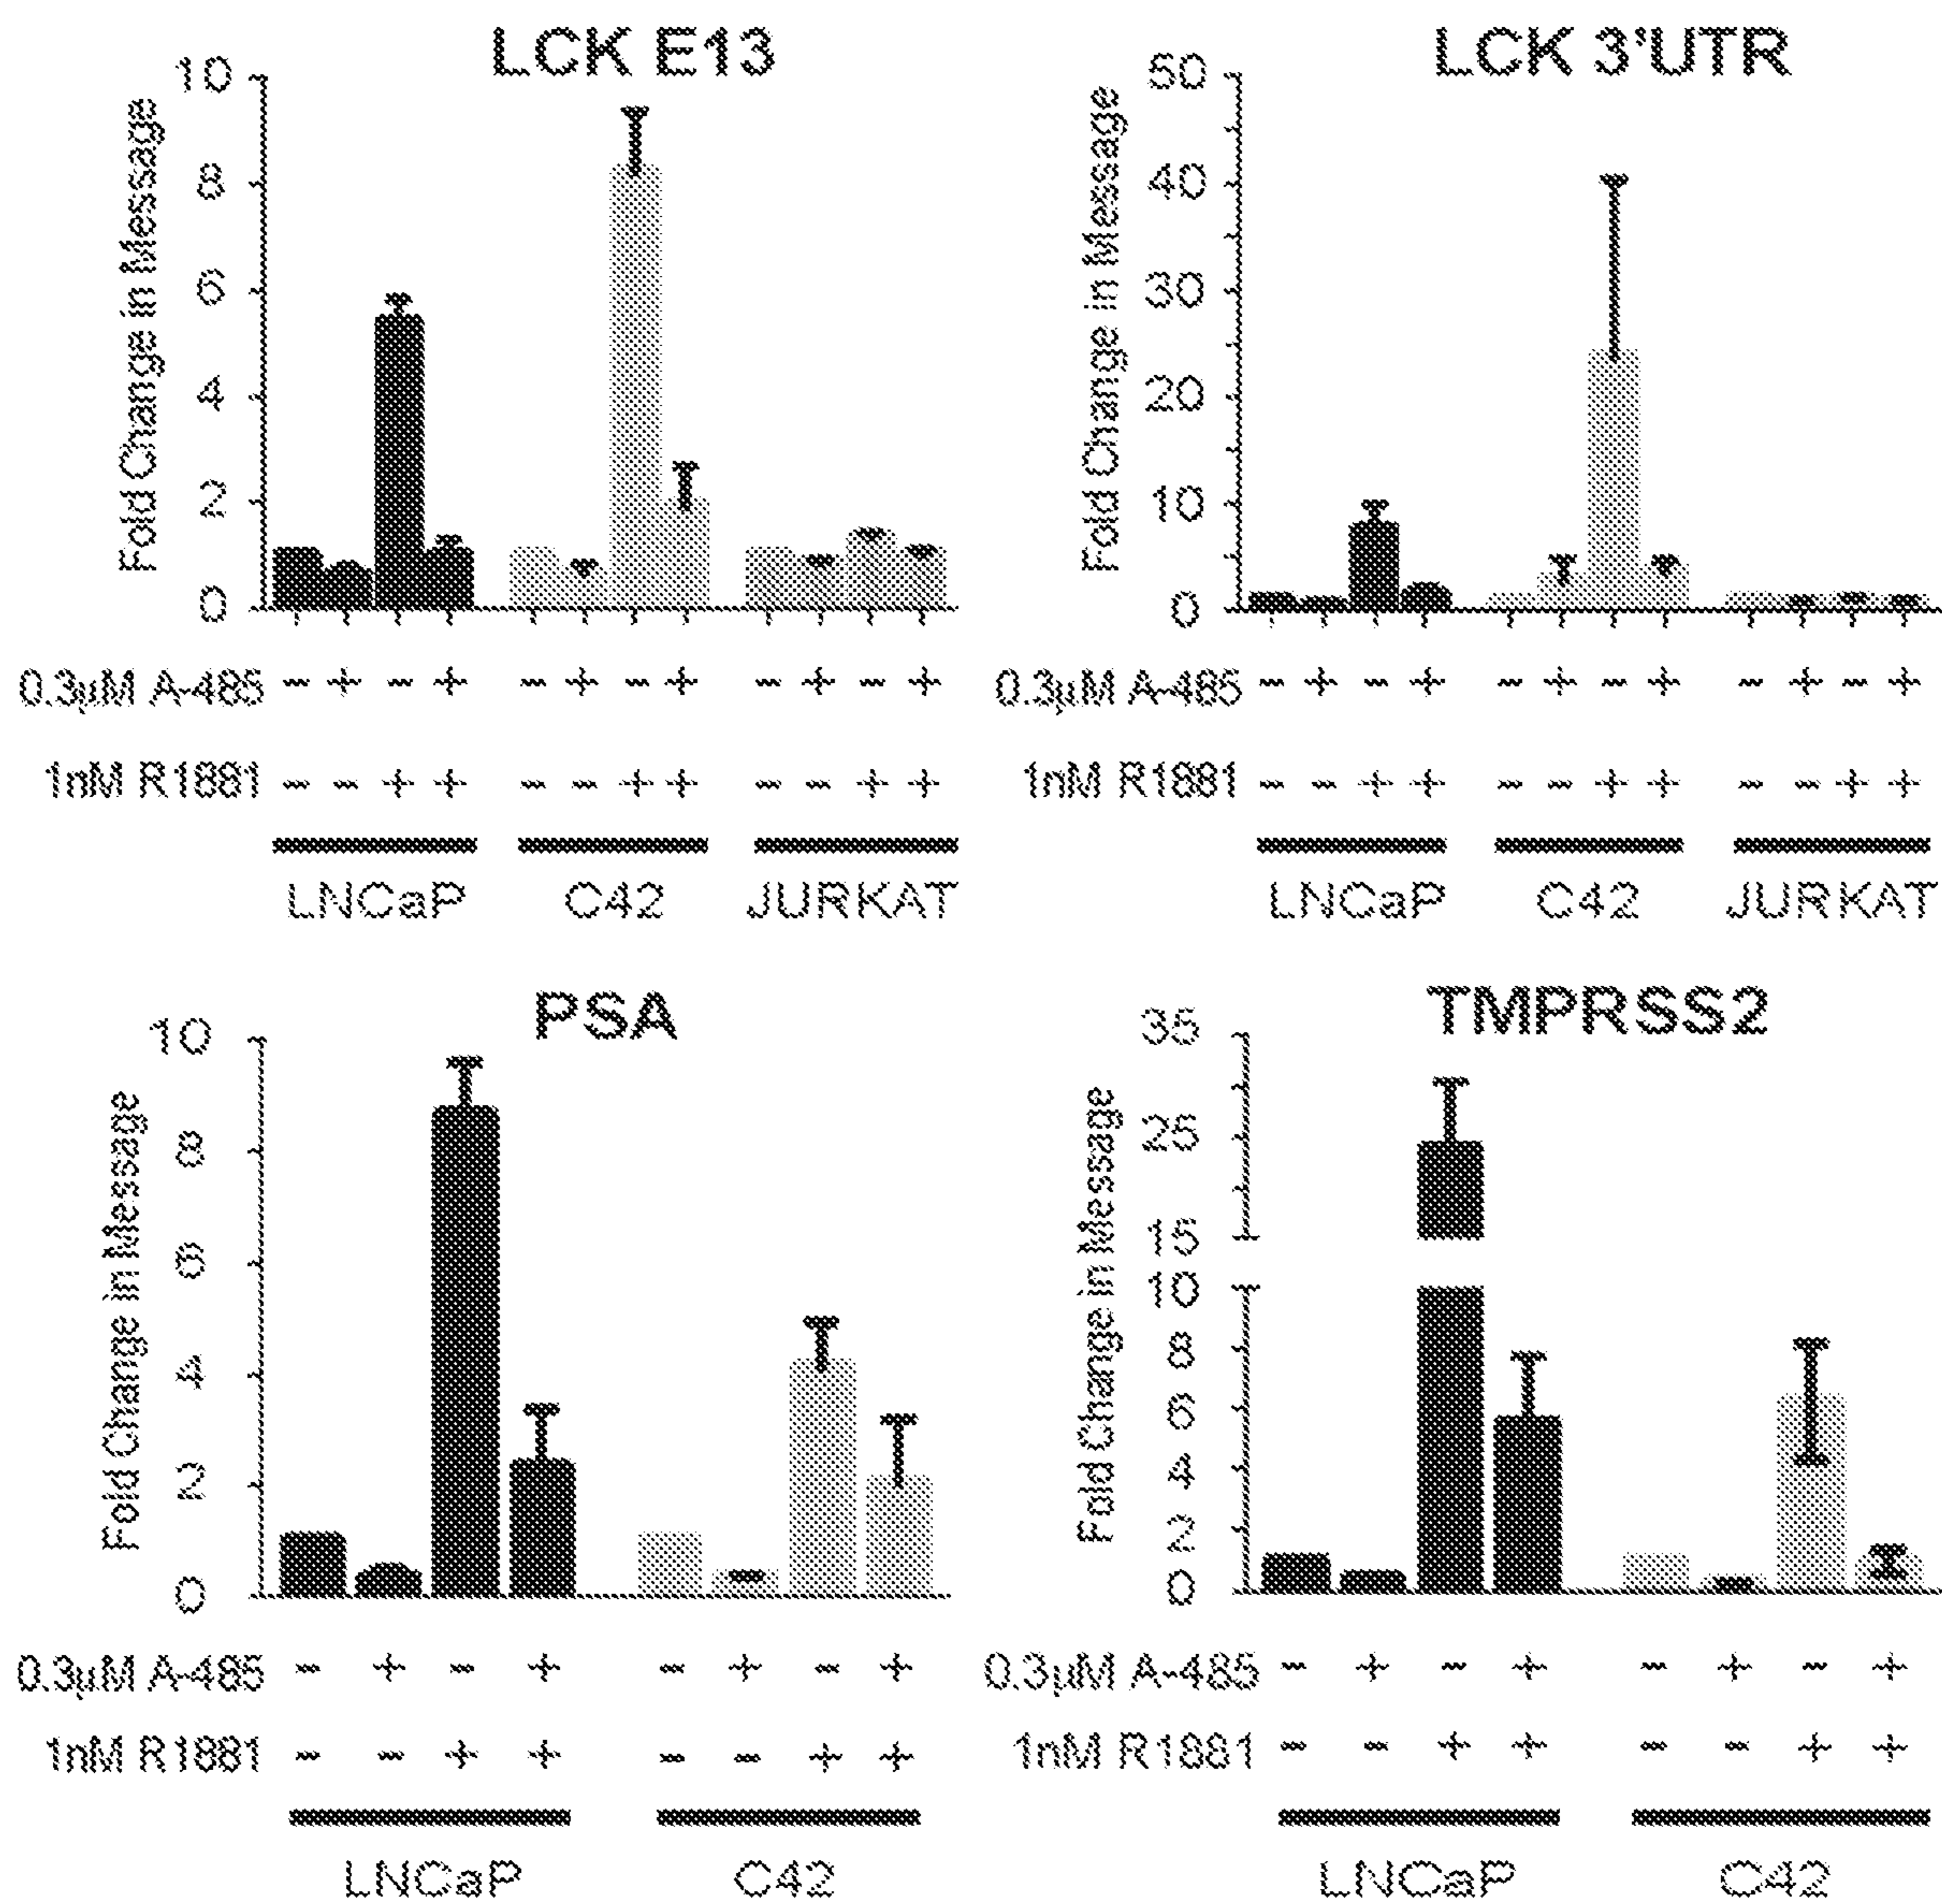 LCK E13
Fold Change in Message
10
8
6
4
2
0
0.3µM A-485 - + - + - + - + - + - +
1nM R1881 - - + + - - + + - - + +
LNCaP C42 JURKAT
LCK 3'UTR
Fold Change in Message
50
40
30
20
10
0
0.3µM A-485 - + - + - + - + - + - +
1nM R1881 - - + + - - + + - - + +
LNCaP C42 JURKAT
PSA
Fold Change in Message
10
8
6
4
2
0
0.3µM A-485 - + - + - + - +
1nM R1881 - - + + - - + +
LNCaP C42
TMPRSS2
Fold Change in Message
35
25
15
10
8
6
4
2
0
0.3µM A-485 - + - + - + - +
1nM R1881 - - + + - - + +
LNCaP C42